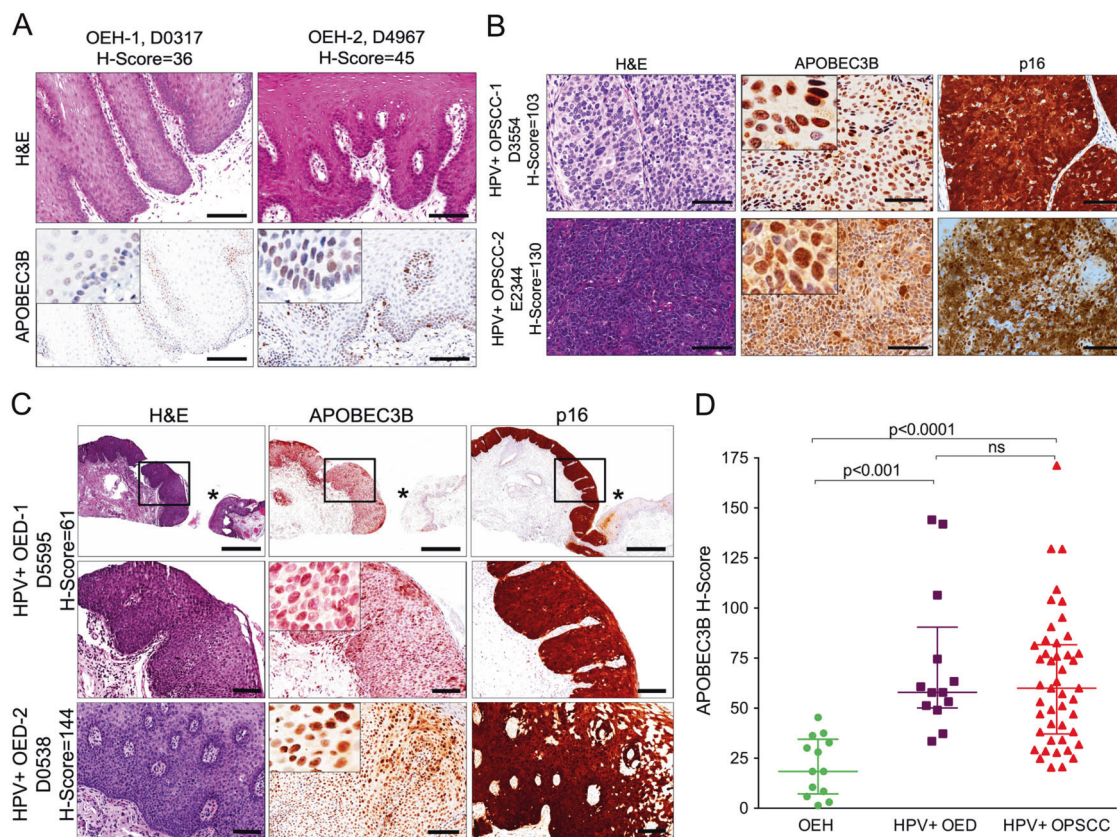 A
OEH-1, D0317
H-Score=36
OEH-2, D4967
H-Score=45
H&E
APOBEC3B
B
H&E
APOBEC3B
p16
HPV+ OPSCC-1
D3554
H-Score=103
HPV+ OPSCC-2
E2344
H-Score=130
C
H&E
APOBEC3B
p16
HPV+ OED-1
D5595
H-Score=61
*
*
*
HPV+ OED-2
D0538
H-Score=144
D
p<0.0001
p<0.001
ns
APOBEC3B H-Score
175
150
125
100
75
50
25
0
OEH
HPV+ OED
HPV+ OPSCC